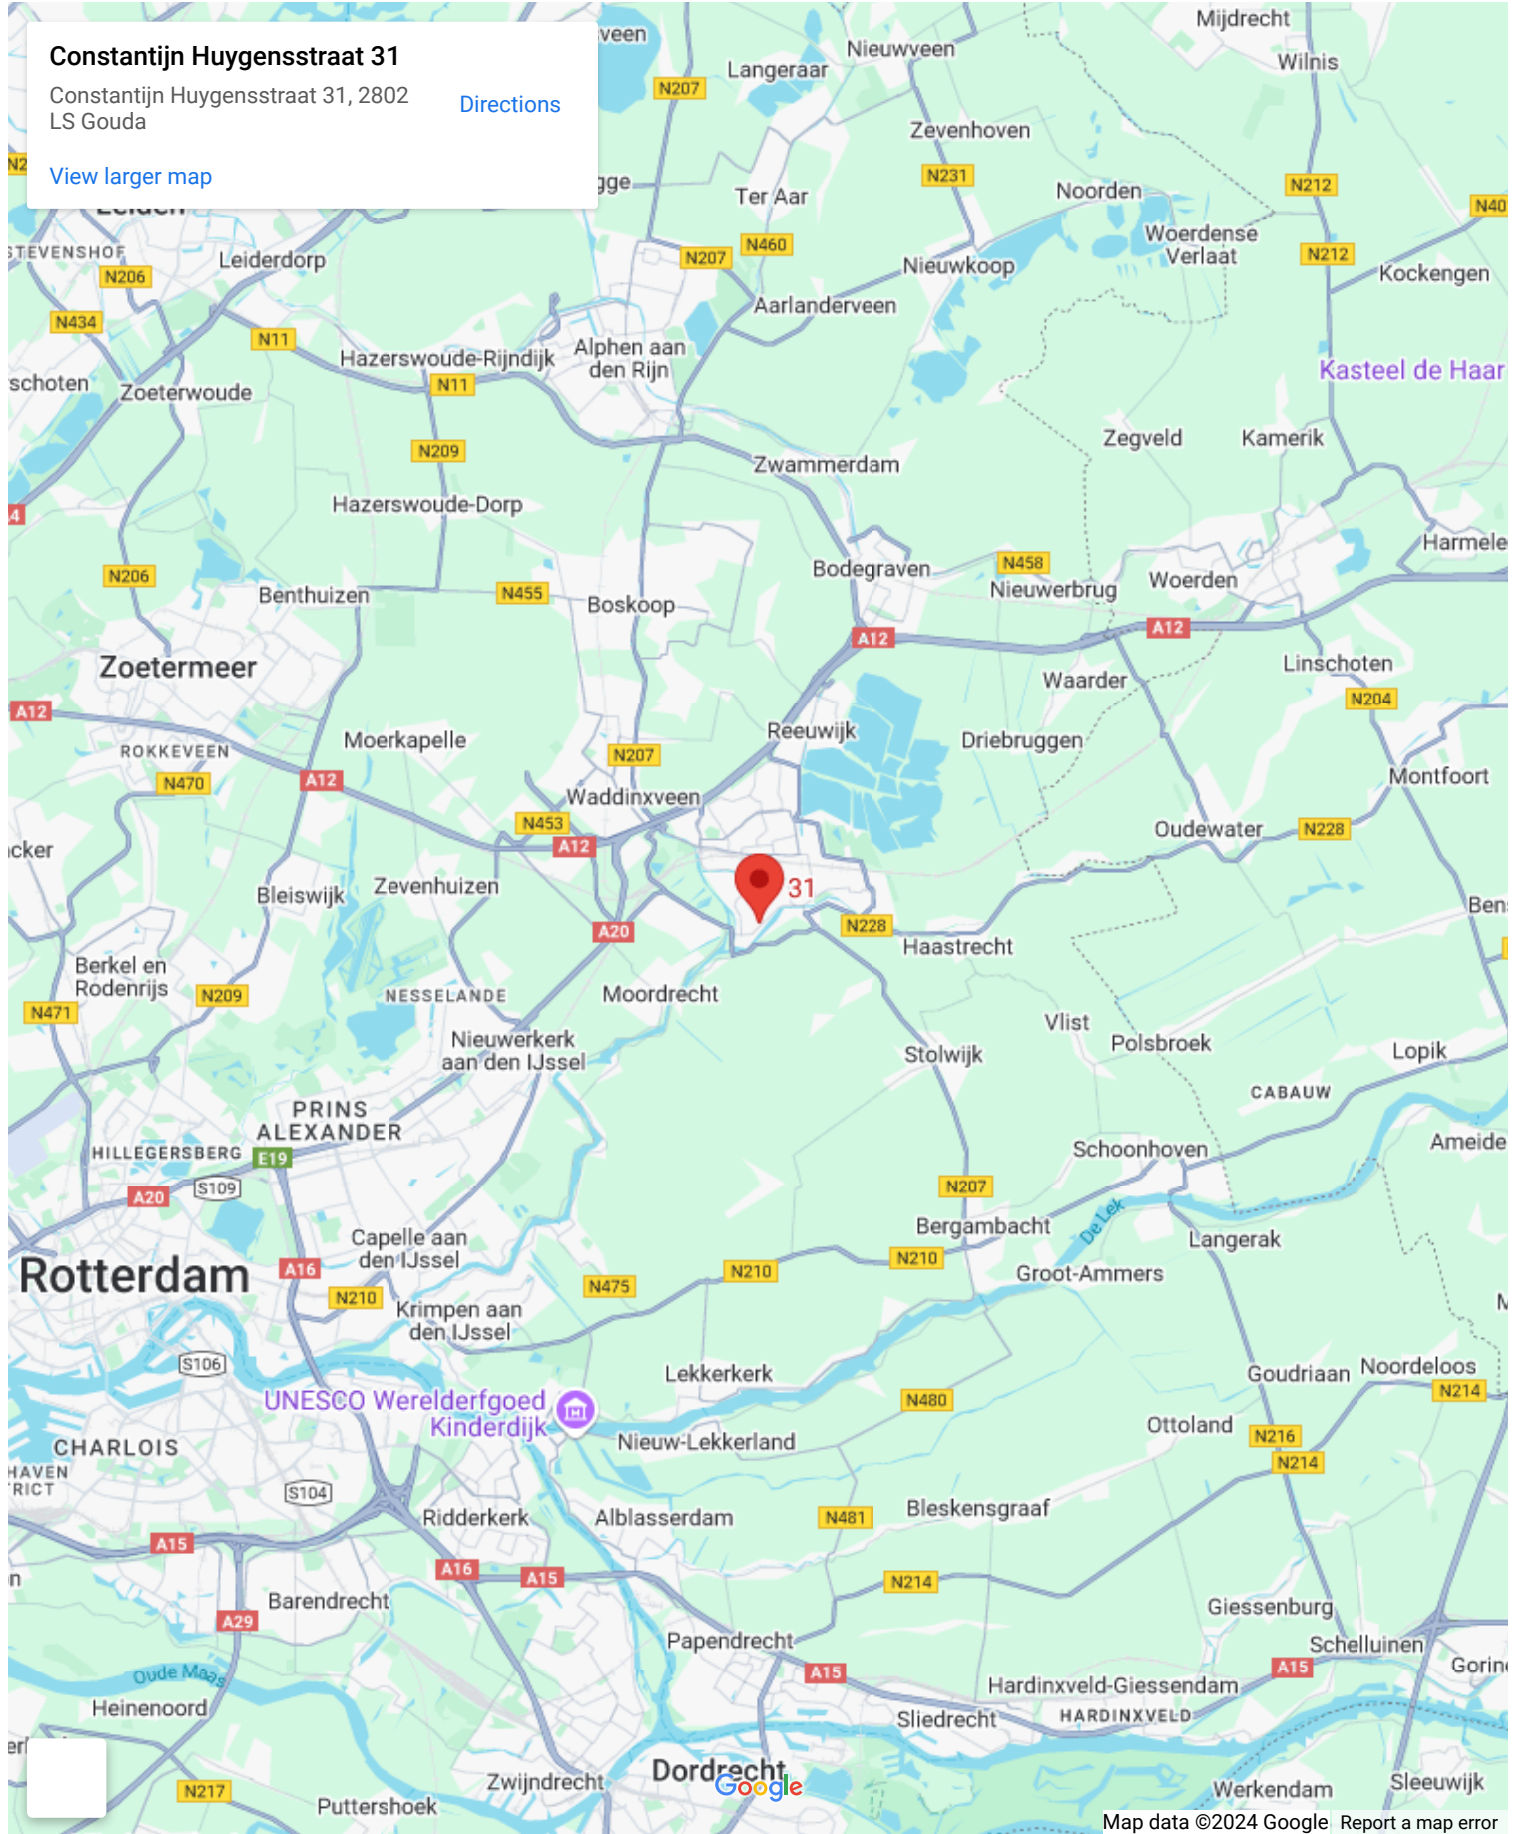 Constantijn Huygensstraat 31
Constantijn Huygensstraat 31, 2802
LS Gouda
Directions
View larger map
Mijdrecht
Nieuwveen
Langeraar
Wilnis
N207
Zevenhoven
N231
Noorden
N212
Ter Aar
N460
Woerdense
Verlaat
N212
Leiden
STEVENSHOF
Leiderdorp
N206
N207
Nieuwkoop
Kockengen
Aarlanderveen
N434
N11
Hazerswoude-Rijndijk
Alphen aan
den Rijn
Kasteel de Haar
Zoeterwoude
N11
N209
Zegveld
Kamerik
Zwammerdam
Hazerswoude-Dorp
Harmele
N206
Benthuizen
N455
Boskoop
Bodegraven
N458
Nieuwerbrug
Woerden
A12
A12
Zoetermeer
Linschoten
Waarder
N204
A12
ROKKEVEEN
Moerkapelle
N207
Reeuwijk
Driebruggen
N470
A12
Montfoort
Waddinxveen
N453
A12
Oudewater
N228
Bleiswijk
Zevenhuizen
31
A20
N228
Haastrecht
Berkel en
Rodenrijs
N209
NESSELANDE
Moordrecht
N471
Vlist
Nieuwerkerk
aan den IJssel
Stolwijk
Polsbroek
Lopik
CABAUW
PRINS
ALEXANDER
HILLEGERSBERG
E19
Schoonhoven
Ameide
A20
S109
N207
De Lek
Bergambacht
Langerak
Capelle aan
den IJssel
Rotterdam
A16
N210
N475
N210
N210
Groot-Ammers
Krimpen aan
den IJssel
S106
Lekkerkerk
Goudriaan
Noordeloos
N214
N480
UNESCO Werelderfgoed
Kinderdijk
Nieuw-Lekkerland
Ottoland
N216
N214
CHARLOIS
HAVEN
S104
Ridderkerk
Alblasserdam
N481
Bleskensgraaf
A15
A16
A15
N214
Barendrecht
A29
Giessenburg
Papendrecht
Schelluinen
Oude Maas
A15
A15
Hardinxveld-Giessendam
Heinenoord
Sliedrecht
HARDINXVELD
Dordrecht
Google
N217
Zwijndrecht
Puttershoek
Werkendam
Sleeuwijk
Map data ©2024 Google
Report a map error